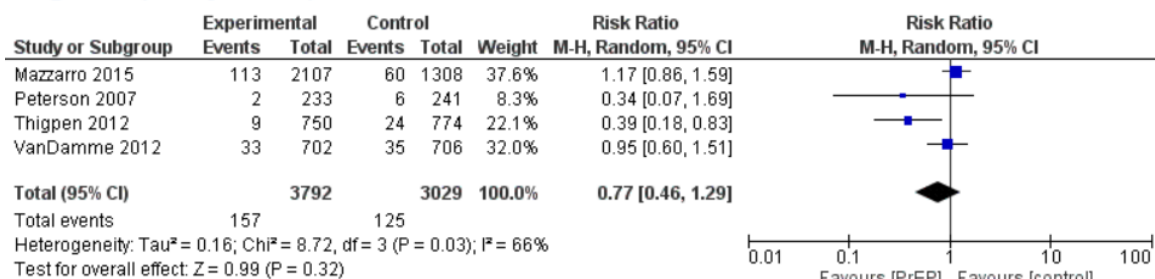 Experimental Control Risk Ratio Risk Ratio
Study or Subgroup Events Total Events Total Weight M-H, Random, 95% CI M-H, Random, 95% CI
Mazzarro 2015 113 2107 60 1308 37.6% 1.17 [0.86, 1.59]
Peterson 2007 2 233 6 241 8.3% 0.34 [0.07, 1.69]
Thigpen 2012 9 750 24 774 22.1% 0.39 [0.18, 0.83]
VanDamme 2012 33 702 35 706 32.0% 0.95 [0.60, 1.51]
Total (95% CI) 3792 3029 100.0% 0.77 [0.46, 1.29]
Total events 157 125
Heterogeneity: Tau² = 0.16; Chi² = 8.72, df = 3 (P = 0.03); I² = 66%
Test for overall effect: Z = 0.99 (P = 0.32)
0.01 0.1 1 10 100
Favours [PrEP] Favours [control]